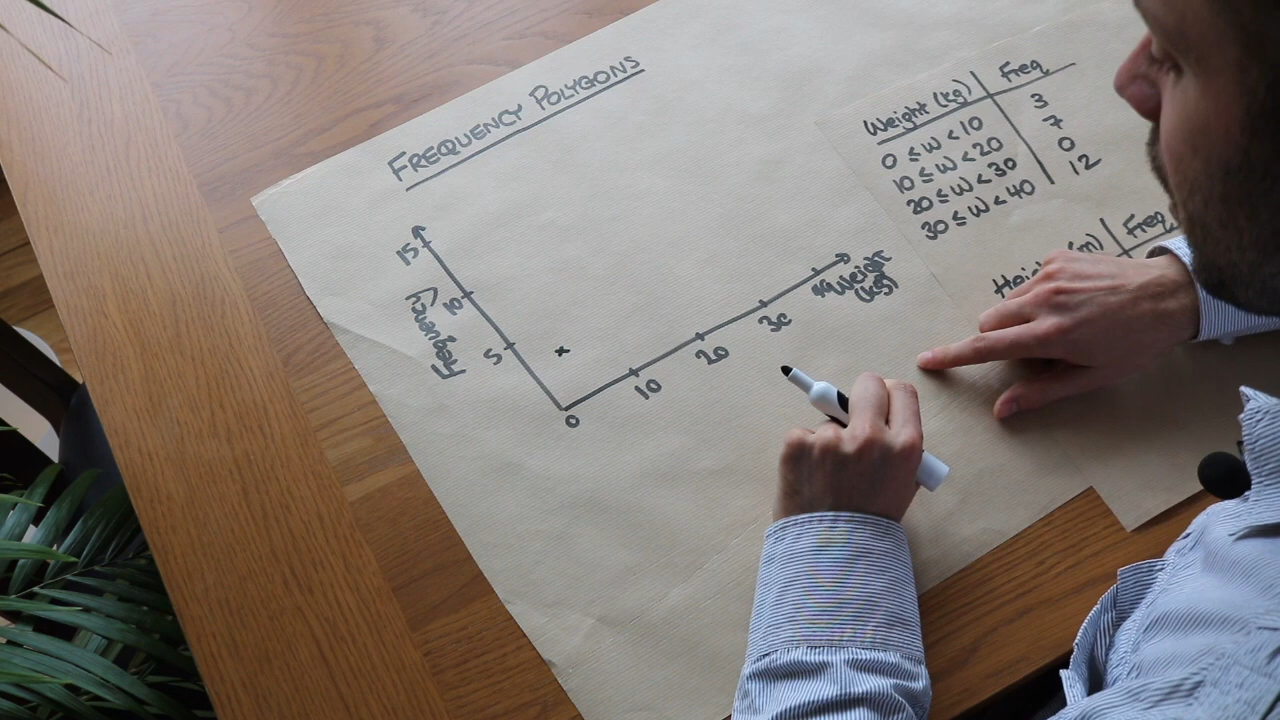 FREQUENCY POLYGONS
Weight (kg) Freq
0 ≤ W < 10 3
10 ≤ W < 20 7
20 ≤ W < 30 0
30 ≤ W < 40 12
Freq
15
10
5
0
10
20
30
Frequency
Weight
(kg)